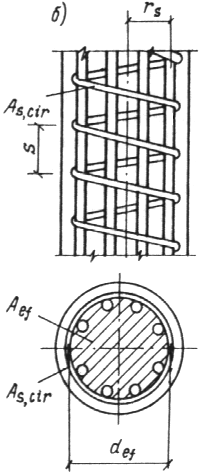 б)
r_s
A_s,cir
s
A_ef
A_s,cir
d_ef